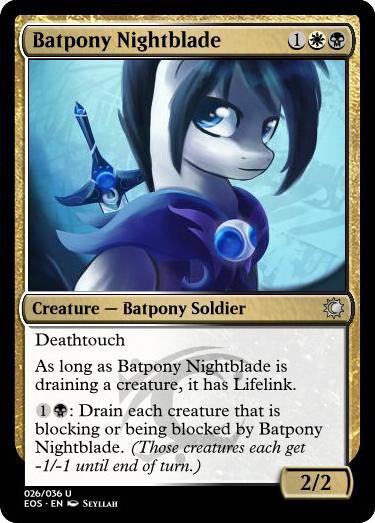 Batpony Nightblade 1
Creature — Batpony Soldier
Deathtouch
As long as Batpony Nightblade is
draining a creature, it has Lifelink.
1 : Drain each creature that is
blocking or being blocked by Batpony
Nightblade. (Those creatures each get
-1/-1 until end of turn.)
2/2
026/036 U
EOS · EN Seyllah